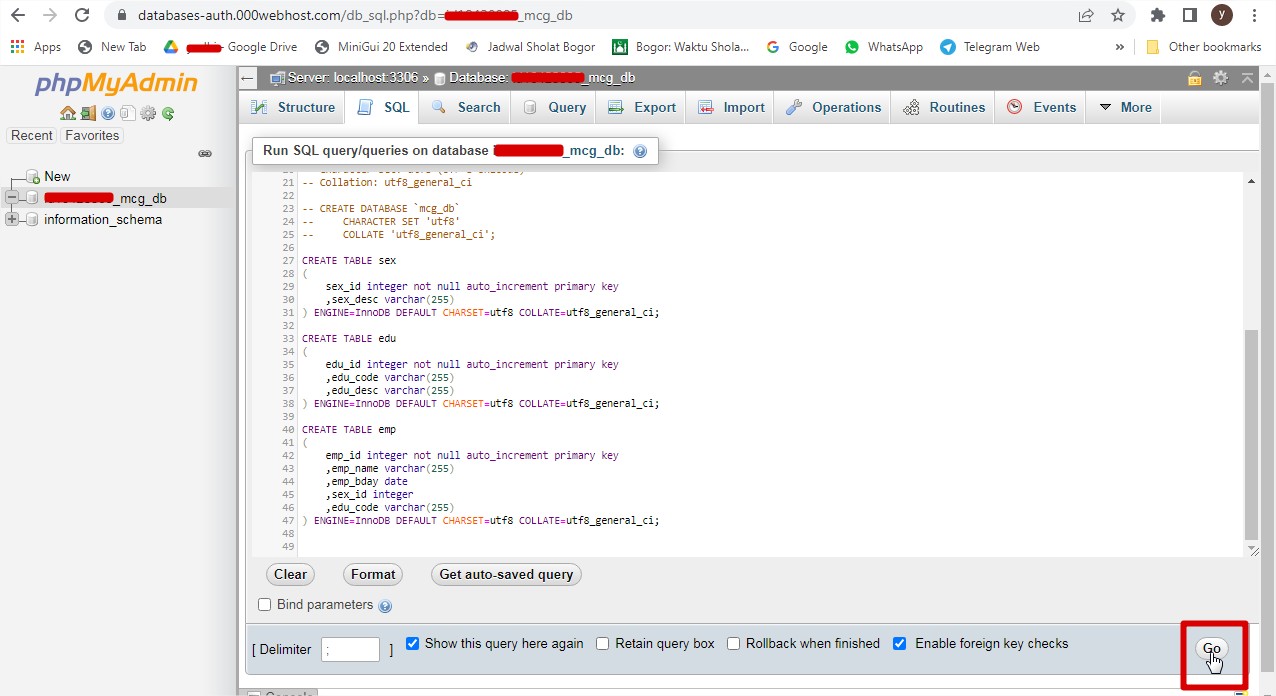 databases-auth.000webhost.com/db_sql.php?db=
_mcg_db
y
Apps
New Tab
- Google Drive
MiniGui 20 Extended
Jadwal Sholat Bogor
Bogor: Waktu Shola...
Google
WhatsApp
Telegram Web
»
Other bookmarks
phpMyAdmin
Recent
Favorites
New
_mcg_db
information_schema
Server: localhost:3306 » Database:
_mcg_db
Structure
SQL
Search
Query
Export
Import
Operations
Routines
Events
More
Run SQL query/queries on database
_mcg_db:
21 -- Collation: utf8_general_ci
22
23 -- CREATE DATABASE `mcg_db`
24 --     CHARACTER SET 'utf8'
25 --     COLLATE 'utf8_general_ci';
26
27 CREATE TABLE sex
28 (
29     sex_id integer not null auto_increment primary key
30     ,sex_desc varchar(255)
31 ) ENGINE=InnoDB DEFAULT CHARSET=utf8 COLLATE=utf8_general_ci;
32
33 CREATE TABLE edu
34 (
35     edu_id integer not null auto_increment primary key
36     ,edu_code varchar(255)
37     ,edu_desc varchar(255)
38 ) ENGINE=InnoDB DEFAULT CHARSET=utf8 COLLATE=utf8_general_ci;
39
40 CREATE TABLE emp
41 (
42     emp_id integer not null auto_increment primary key
43     ,emp_name varchar(255)
44     ,emp_bday date
45     ,sex_id integer
46     ,edu_code varchar(255)
47 ) ENGINE=InnoDB DEFAULT CHARSET=utf8 COLLATE=utf8_general_ci;
48
49
Clear
Format
Get auto-saved query
Bind parameters
[ Delimiter ; ]
Show this query here again
Retain query box
Rollback when finished
Enable foreign key checks
Go
Console